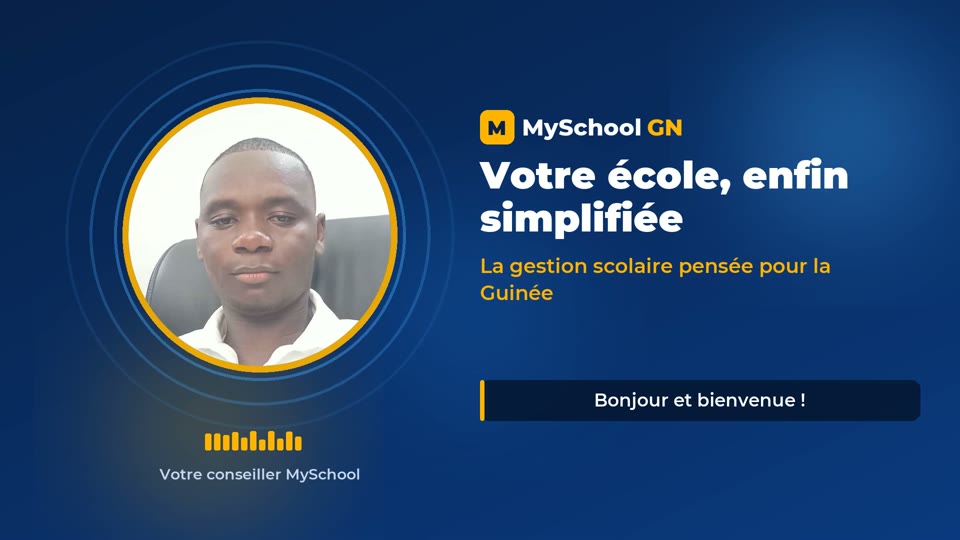 M MySchool GN
Votre école, enfin
simplifiée
La gestion scolaire pensée pour la
Guinée
Bonjour et bienvenue !
Votre conseiller MySchool